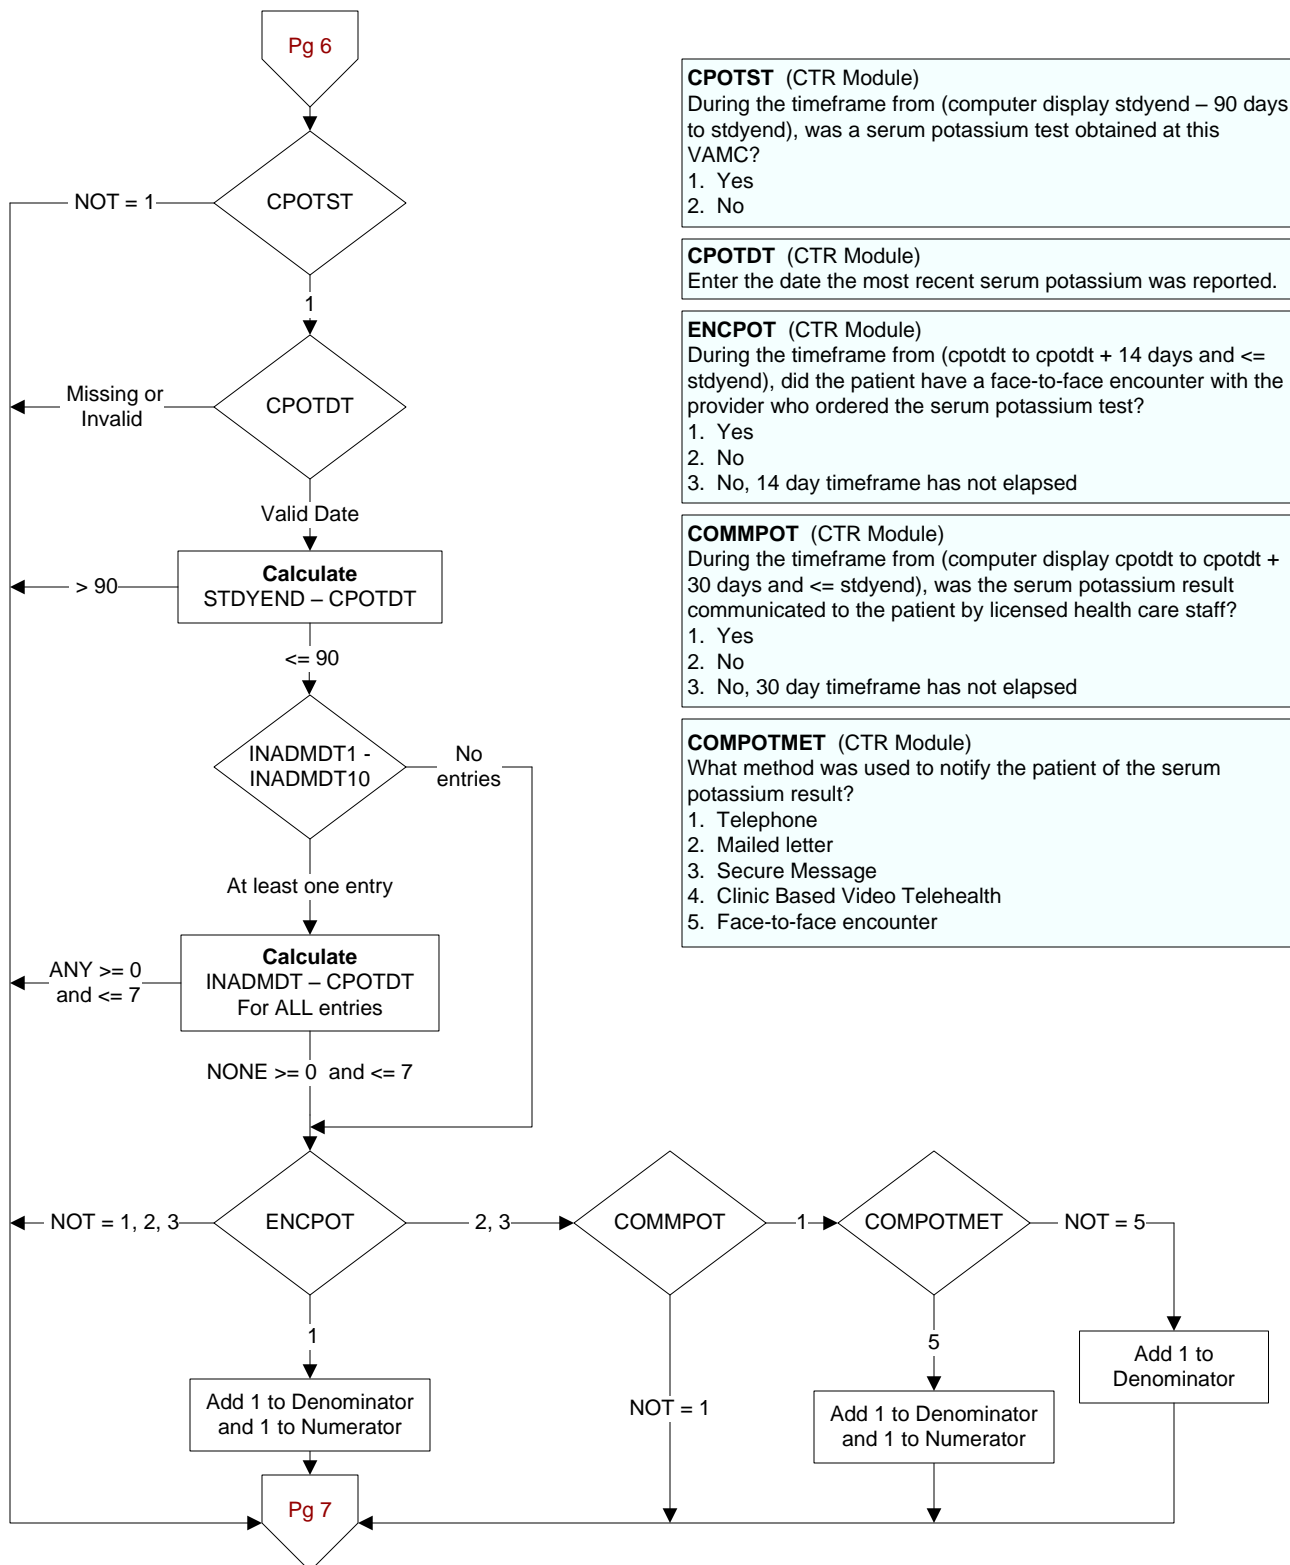 Pg 6
CPOTST
NOT = 1
1
CPOTDT
Missing or
Invalid
Valid Date
Calculate
STDYEND – CPOTDT
> 90
<= 90
INADMDT1 -
INADMDT10
No
entries
At least one entry
Calculate
INADMDT – CPOTDT
For ALL entries
ANY >= 0
and <= 7
NONE >= 0 and <= 7
ENCPOT
NOT = 1, 2, 3
2, 3
COMMPOT
1
COMPOTMET
NOT = 5
1
5
NOT = 1
Add 1 to
Denominator
Add 1 to Denominator
and 1 to Numerator
Add 1 to Denominator
and 1 to Numerator
Pg 7
CPOTST (CTR Module)
During the timeframe from (computer display stdyend – 90 days
to stdyend), was a serum potassium test obtained at this
VAMC?
1. Yes
2. No
CPOTDT (CTR Module)
Enter the date the most recent serum potassium was reported.
ENCPOT (CTR Module)
During the timeframe from (cpotdt to cpotdt + 14 days and <=
stdyend), did the patient have a face-to-face encounter with the
provider who ordered the serum potassium test?
1. Yes
2. No
3. No, 14 day timeframe has not elapsed
COMMPOT (CTR Module)
During the timeframe from (computer display cpotdt to cpotdt +
30 days and <= stdyend), was the serum potassium result
communicated to the patient by licensed health care staff?
1. Yes
2. No
3. No, 30 day timeframe has not elapsed
COMPOTMET (CTR Module)
What method was used to notify the patient of the serum
potassium result?
1. Telephone
2. Mailed letter
3. Secure Message
4. Clinic Based Video Telehealth
5. Face-to-face encounter